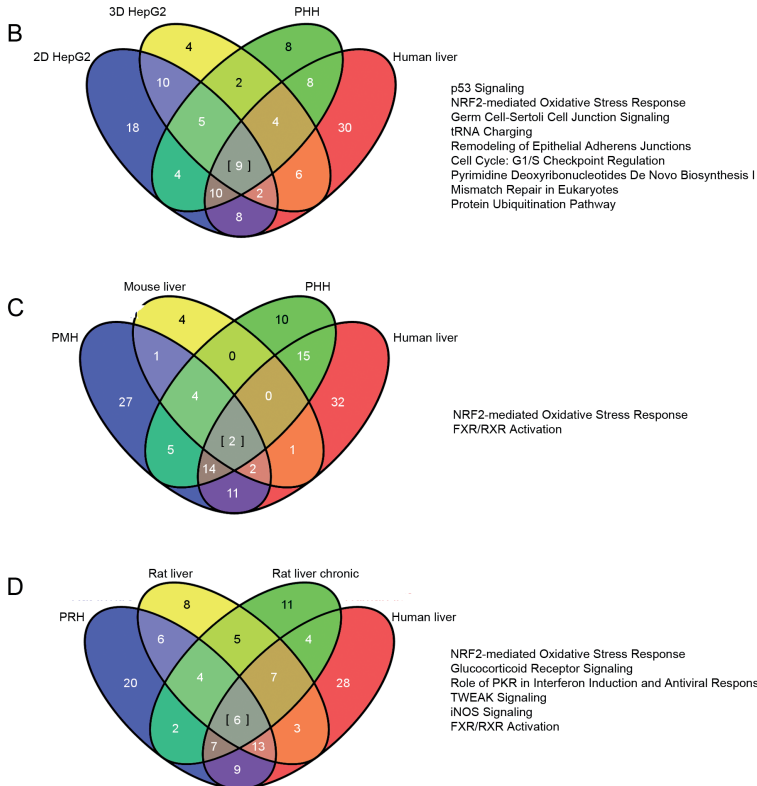 B
3D HepG2
PHH
2D HepG2
Human liver
4
8
10
2
8
18
5
4
30
4
[ 9 ]
6
10
2
8
p53 Signaling
NRF2-mediated Oxidative Stress Response
Germ Cell-Sertoli Cell Junction Signaling
tRNA Charging
Remodeling of Epithelial Adherens Junctions
Cell Cycle: G1/S Checkpoint Regulation
Pyrimidine Deoxyribonucleotides De Novo Biosynthesis I
Mismatch Repair in Eukaryotes
Protein Ubiquitination Pathway
C
Mouse liver
PHH
PMH
Human liver
4
10
1
0
15
27
4
0
32
5
[ 2 ]
1
14
2
11
NRF2-mediated Oxidative Stress Response
FXR/RXR Activation
D
Rat liver
Rat liver chronic
PRH
Human liver
8
11
6
5
4
20
4
7
28
2
[ 6 ]
3
7
13
9
NRF2-mediated Oxidative Stress Response
Glucocorticoid Receptor Signaling
Role of PKR in Interferon Induction and Antiviral Respons
TWEAK Signaling
iNOS Signaling
FXR/RXR Activation